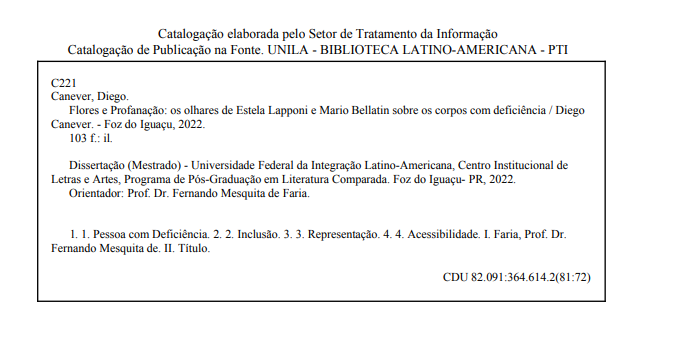 Catalogação elaborada pelo Setor de Tratamento da Informação
Catalogação de Publicação na Fonte. UNILA - BIBLIOTECA LATINO-AMERICANA - PTI
C221
Canever, Diego.
Flores e Profanação: os olhares de Estela Lapponi e Mario Bellatin sobre os corpos com deficiência / Diego
Canever. - Foz do Iguaçu, 2022.
103 f.: il.
Dissertação (Mestrado) - Universidade Federal da Integração Latino-Americana, Centro Institucional de
Letras e Artes, Programa de Pós-Graduação em Literatura Comparada. Foz do Iguaçu- PR, 2022.
Orientador: Prof. Dr. Fernando Mesquita de Faria.
1. 1. Pessoa com Deficiência. 2. 2. Inclusão. 3. 3. Representação. 4. 4. Acessibilidade. I. Faria, Prof. Dr.
Fernando Mesquita de. II. Título.
CDU 82.091:364.614.2(81:72)